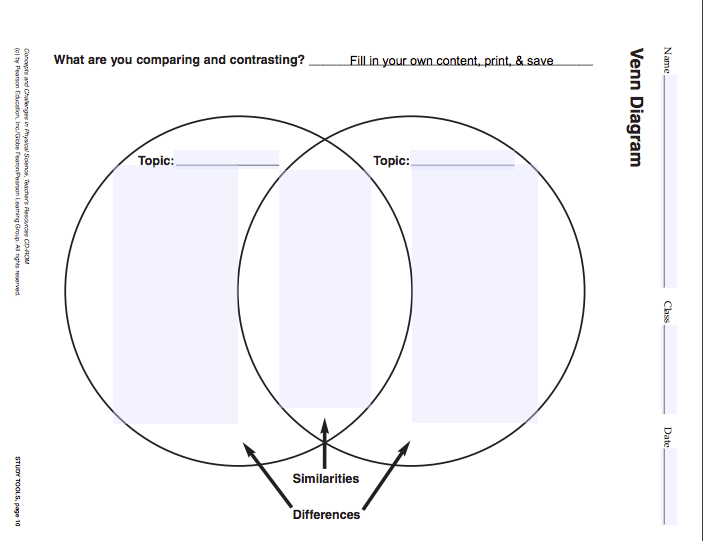 What are you comparing and contrasting? Fill in your own content, print, & save
Topic:
Topic:
Similarities
Differences
Venn Diagram
Name
Class
Date
Concepts and Challenges in Physical Science, Teacher's Resources CD-ROM
(c) by Pearson Education, Inc./Globe Fearon/Pearson Learning Group. All rights reserved.
STUDY TOOLS, page 10